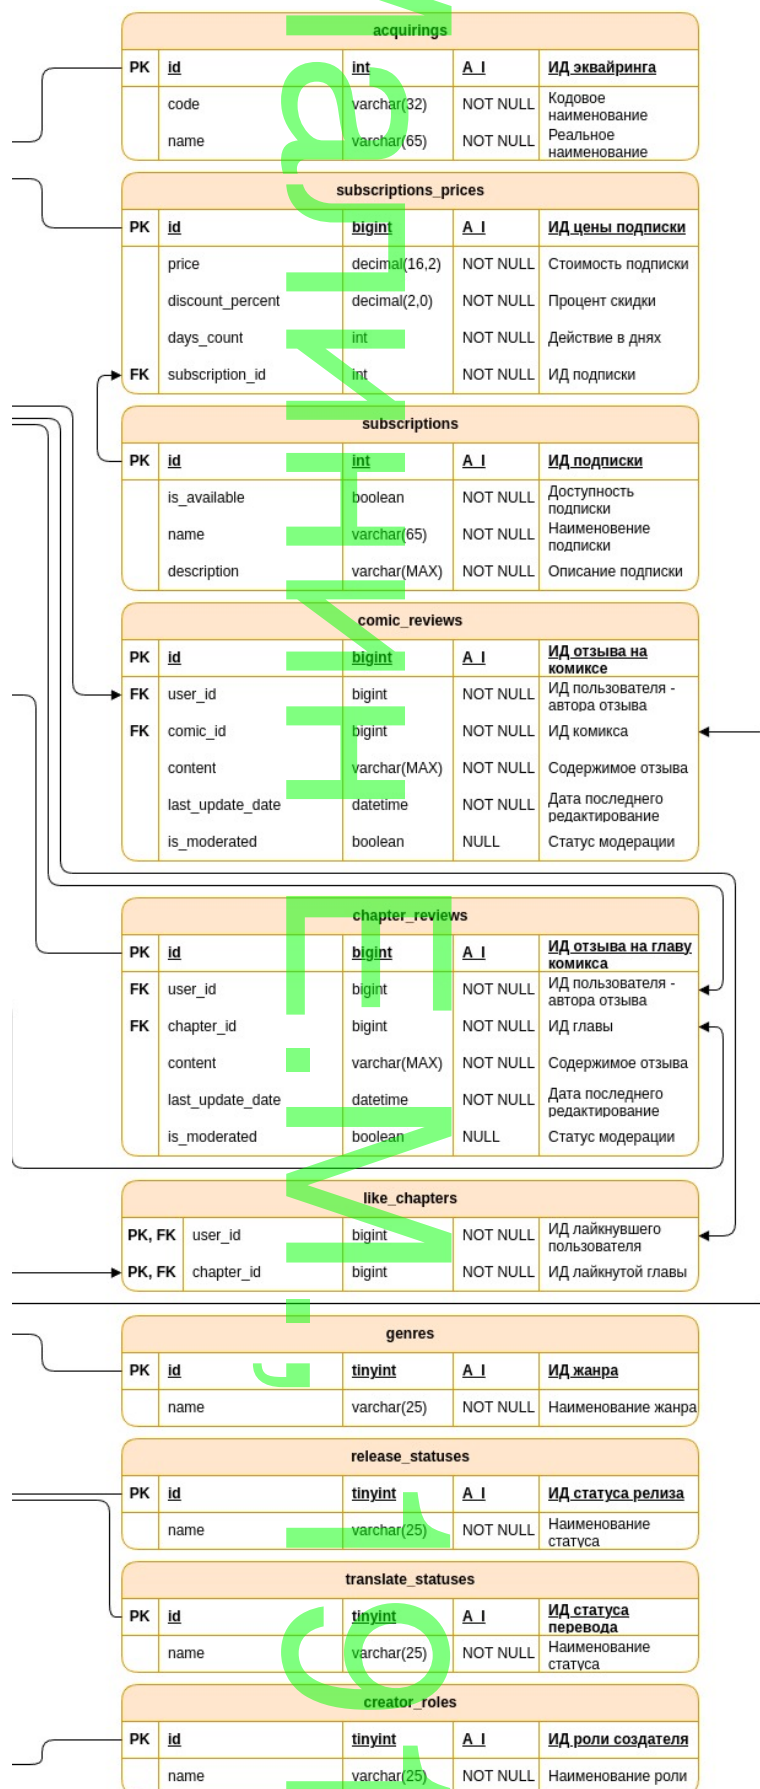 acquirings
PK id int A_I ИД эквайринга
code varchar(32) NOT NULL Кодовое наименование
name varchar(65) NOT NULL Реальное наименование
subscriptions_prices
PK id bigint A_I ИД цены подписки
price decimal(16,2) NOT NULL Стоимость подписки
discount_percent decimal(2,0) NOT NULL Процент скидки
days_count int NOT NULL Действие в днях
FK subscription_id int NOT NULL ИД подписки
subscriptions
PK id int A_I ИД подписки
is_available boolean NOT NULL Доступность подписки
name varchar(65) NOT NULL Наименовение подписки
description varchar(MAX) NOT NULL Описание подписки
comic_reviews
PK id bigint A_I ИД отзыва на комиксе
FK user_id bigint NOT NULL ИД пользователя - автора отзыва
FK comic_id bigint NOT NULL ИД комикса
content varchar(MAX) NOT NULL Содержимое отзыва
last_update_date datetime NOT NULL Дата последнего редактирование
is_moderated boolean NULL Статус модерации
chapter_reviews
PK id bigint A_I ИД отзыва на главу комикса
FK user_id bigint NOT NULL ИД пользователя - автора отзыва
FK chapter_id bigint NOT NULL ИД главы
content varchar(MAX) NOT NULL Содержимое отзыва
last_update_date datetime NOT NULL Дата последнего редактирование
is_moderated boolean NULL Статус модерации
like_chapters
PK, FK user_id bigint NOT NULL ИД лайкнувшего пользователя
PK, FK chapter_id bigint NOT NULL ИД лайкнутой главы
genres
PK id tinyint A_I ИД жанра
name varchar(25) NOT NULL Наименование жанра
release_statuses
PK id tinyint A_I ИД статуса релиза
name varchar(25) NOT NULL Наименование статуса
translate_statuses
PK id tinyint A_I ИД статуса перевода
name varchar(25) NOT NULL Наименование статуса
creator_roles
PK id tinyint A_I ИД роли создателя
name varchar(25) NOT NULL Наименование роли